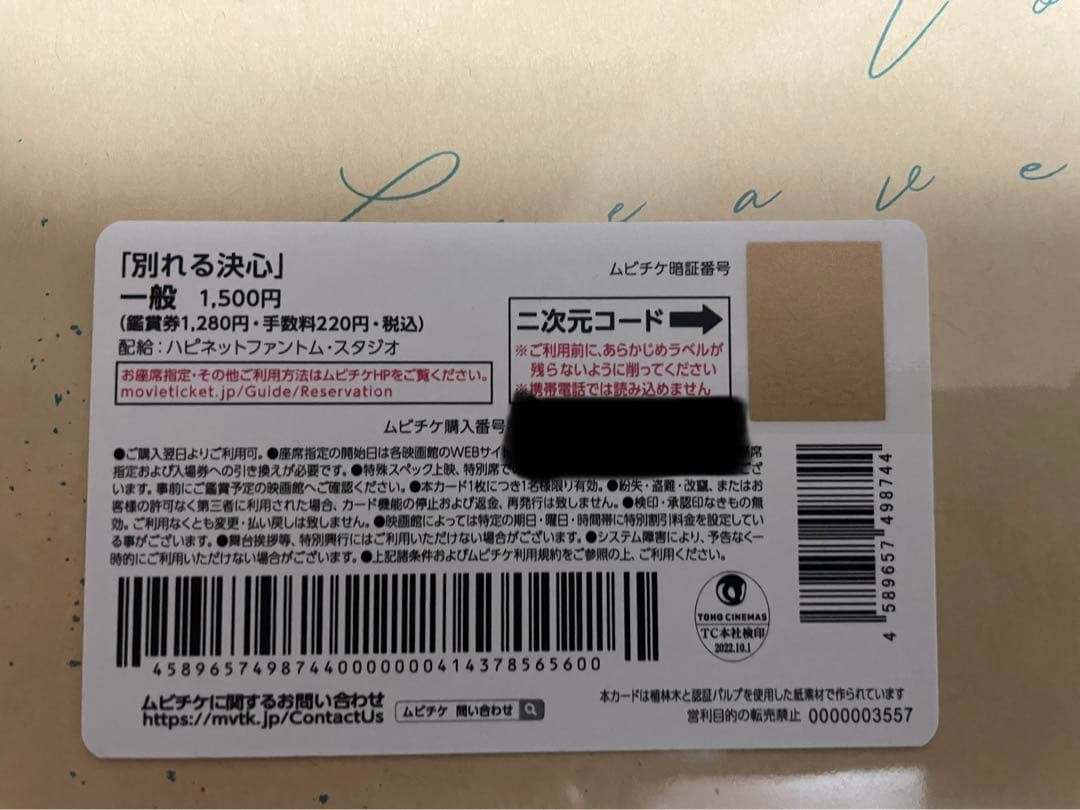 Leave
「別れる決心」
一般 1,500円
(鑑賞券1,280円・手数料220円・税込)
配給：ハピネットファントム・スタジオ
お座席指定・その他ご利用方法はムビチケHPをご覧ください。
movieticket.jp/Guide/Reservation
ムビチケ暗証番号
二次元コード
※ご利用前に、あらかじめラベルが
残らないように削ってください
※携帯電話では読み込めません
ムビチケ購入番号
●ご購入翌日よりご利用可。●座席指定の開始日は各映画館のWEBサイト 座席
指定および入場券への引き換えが必要です。●特殊スペック上映、特別席で ござ
います。事前にご鑑賞予定の映画館へご確認ください。●本カード1枚につき1名様限り有効。●紛失・盗難・改竄、またはお
客様の許可なく第三者に利用された場合、カード機能の停止および返金、再発行は致しません。●検印・承認印なきもの無
効。ご利用なくとも変更・払い戻しは致しません。●映画館によっては特定の期日・曜日・時間帯に特別割引料金を設定してい
る事がございます。●舞台挨拶等、特別興行にはご利用いただけない場合がございます。●システム障害により、予告なく一
時的にご利用いただけない場合がございます。●上記諸条件およびムビチケ利用規約をご参照の上、ご利用ください。
4589657498744000000004143785656​00
4 589657 498744
TOHO CINEMAS
TC本社検印
2022.10.1
ムビチケに関するお問い合わせ
https://mvtk.jp/ContactUs
ムビチケ 問い合わせ
本カードは植林木と認証パルプを使用した紙素材で作られています
営利目的の転売禁止 0000003557